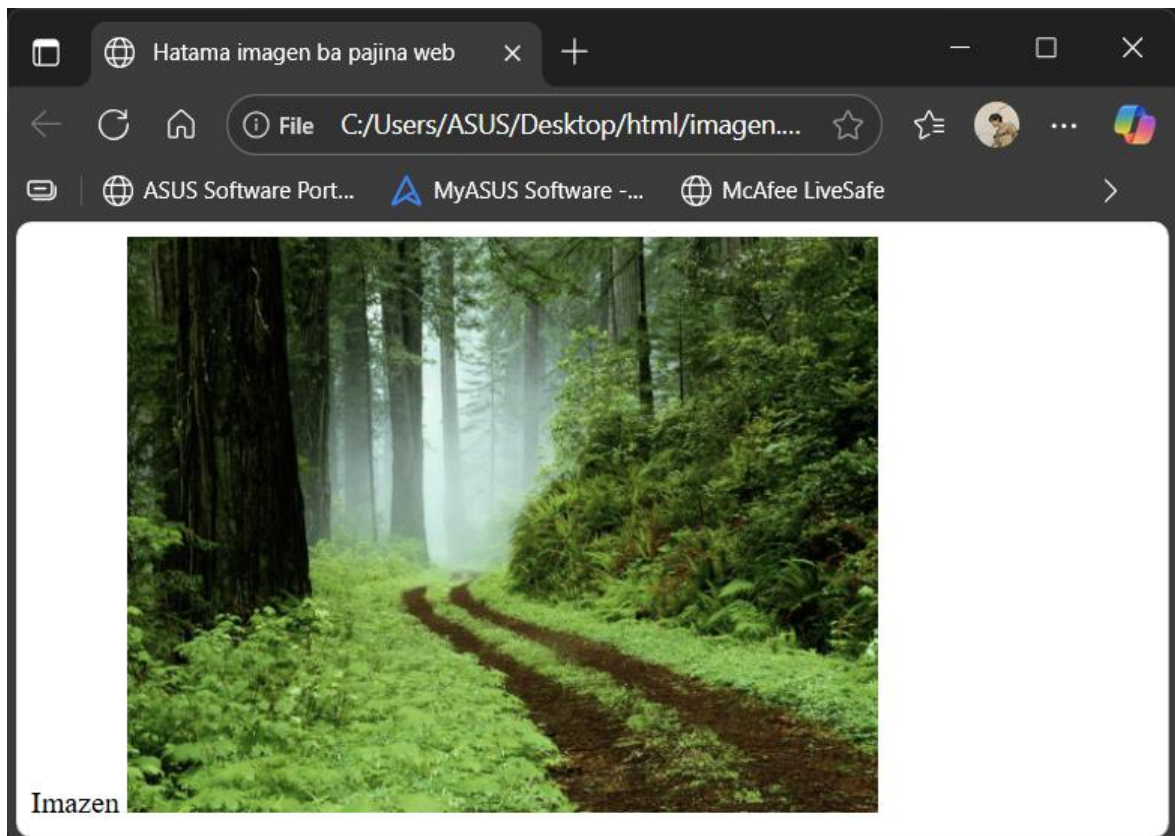 Hatama imagen ba pajina web
File C:/Users/ASUS/Desktop/html/imagen....
ASUS Software Port... MyASUS Software -... McAfee LiveSafe
Imazen